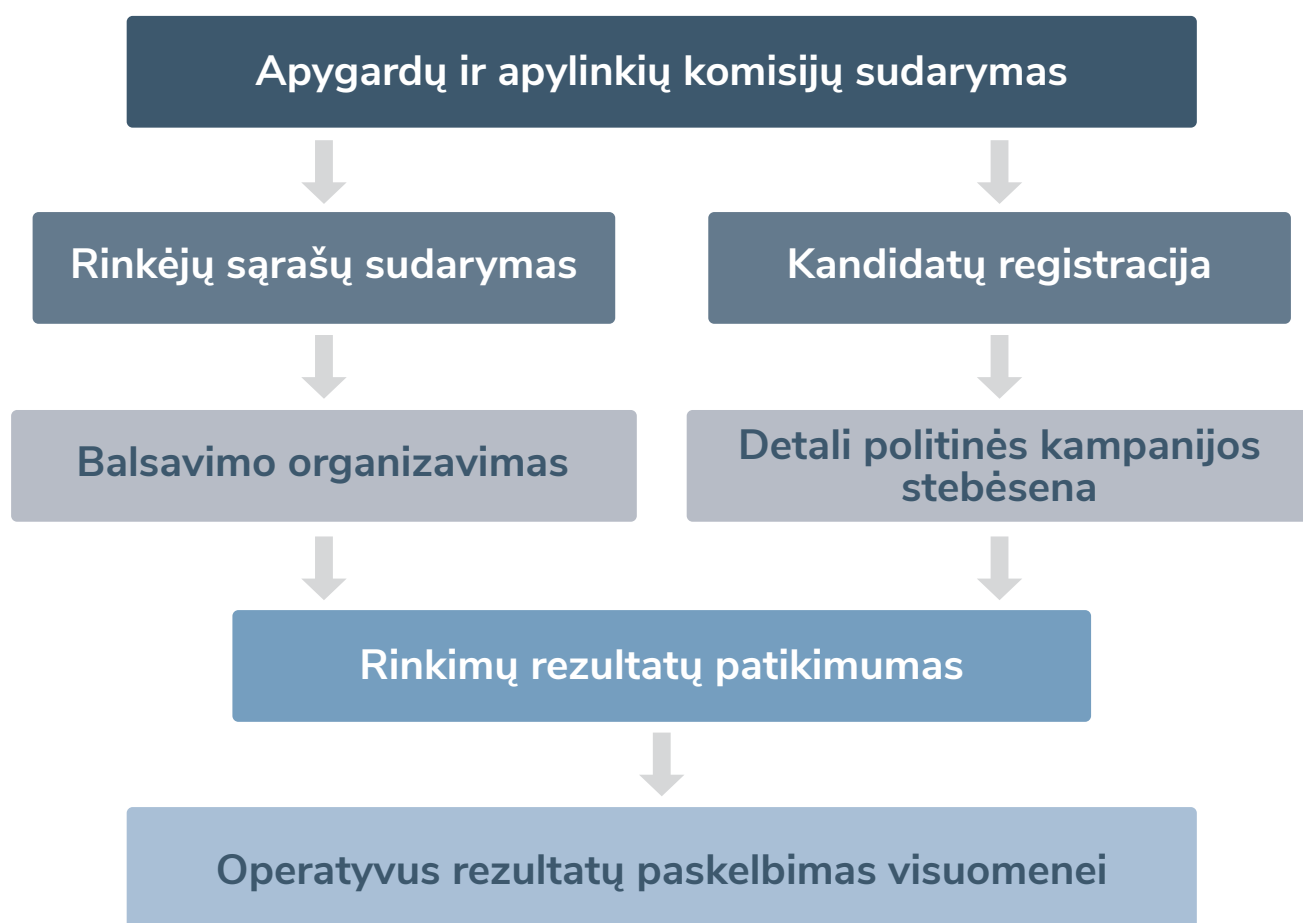 Apygardų ir apylinkių komisijų sudarymas
Rinkėjų sąrašų sudarymas
Kandidatų registracija
Balsavimo organizavimas
Detali politinės kampanijos
stebėsena
Rinkimų rezultatų patikimumas
Operatyvus rezultatų paskelbimas visuomenei